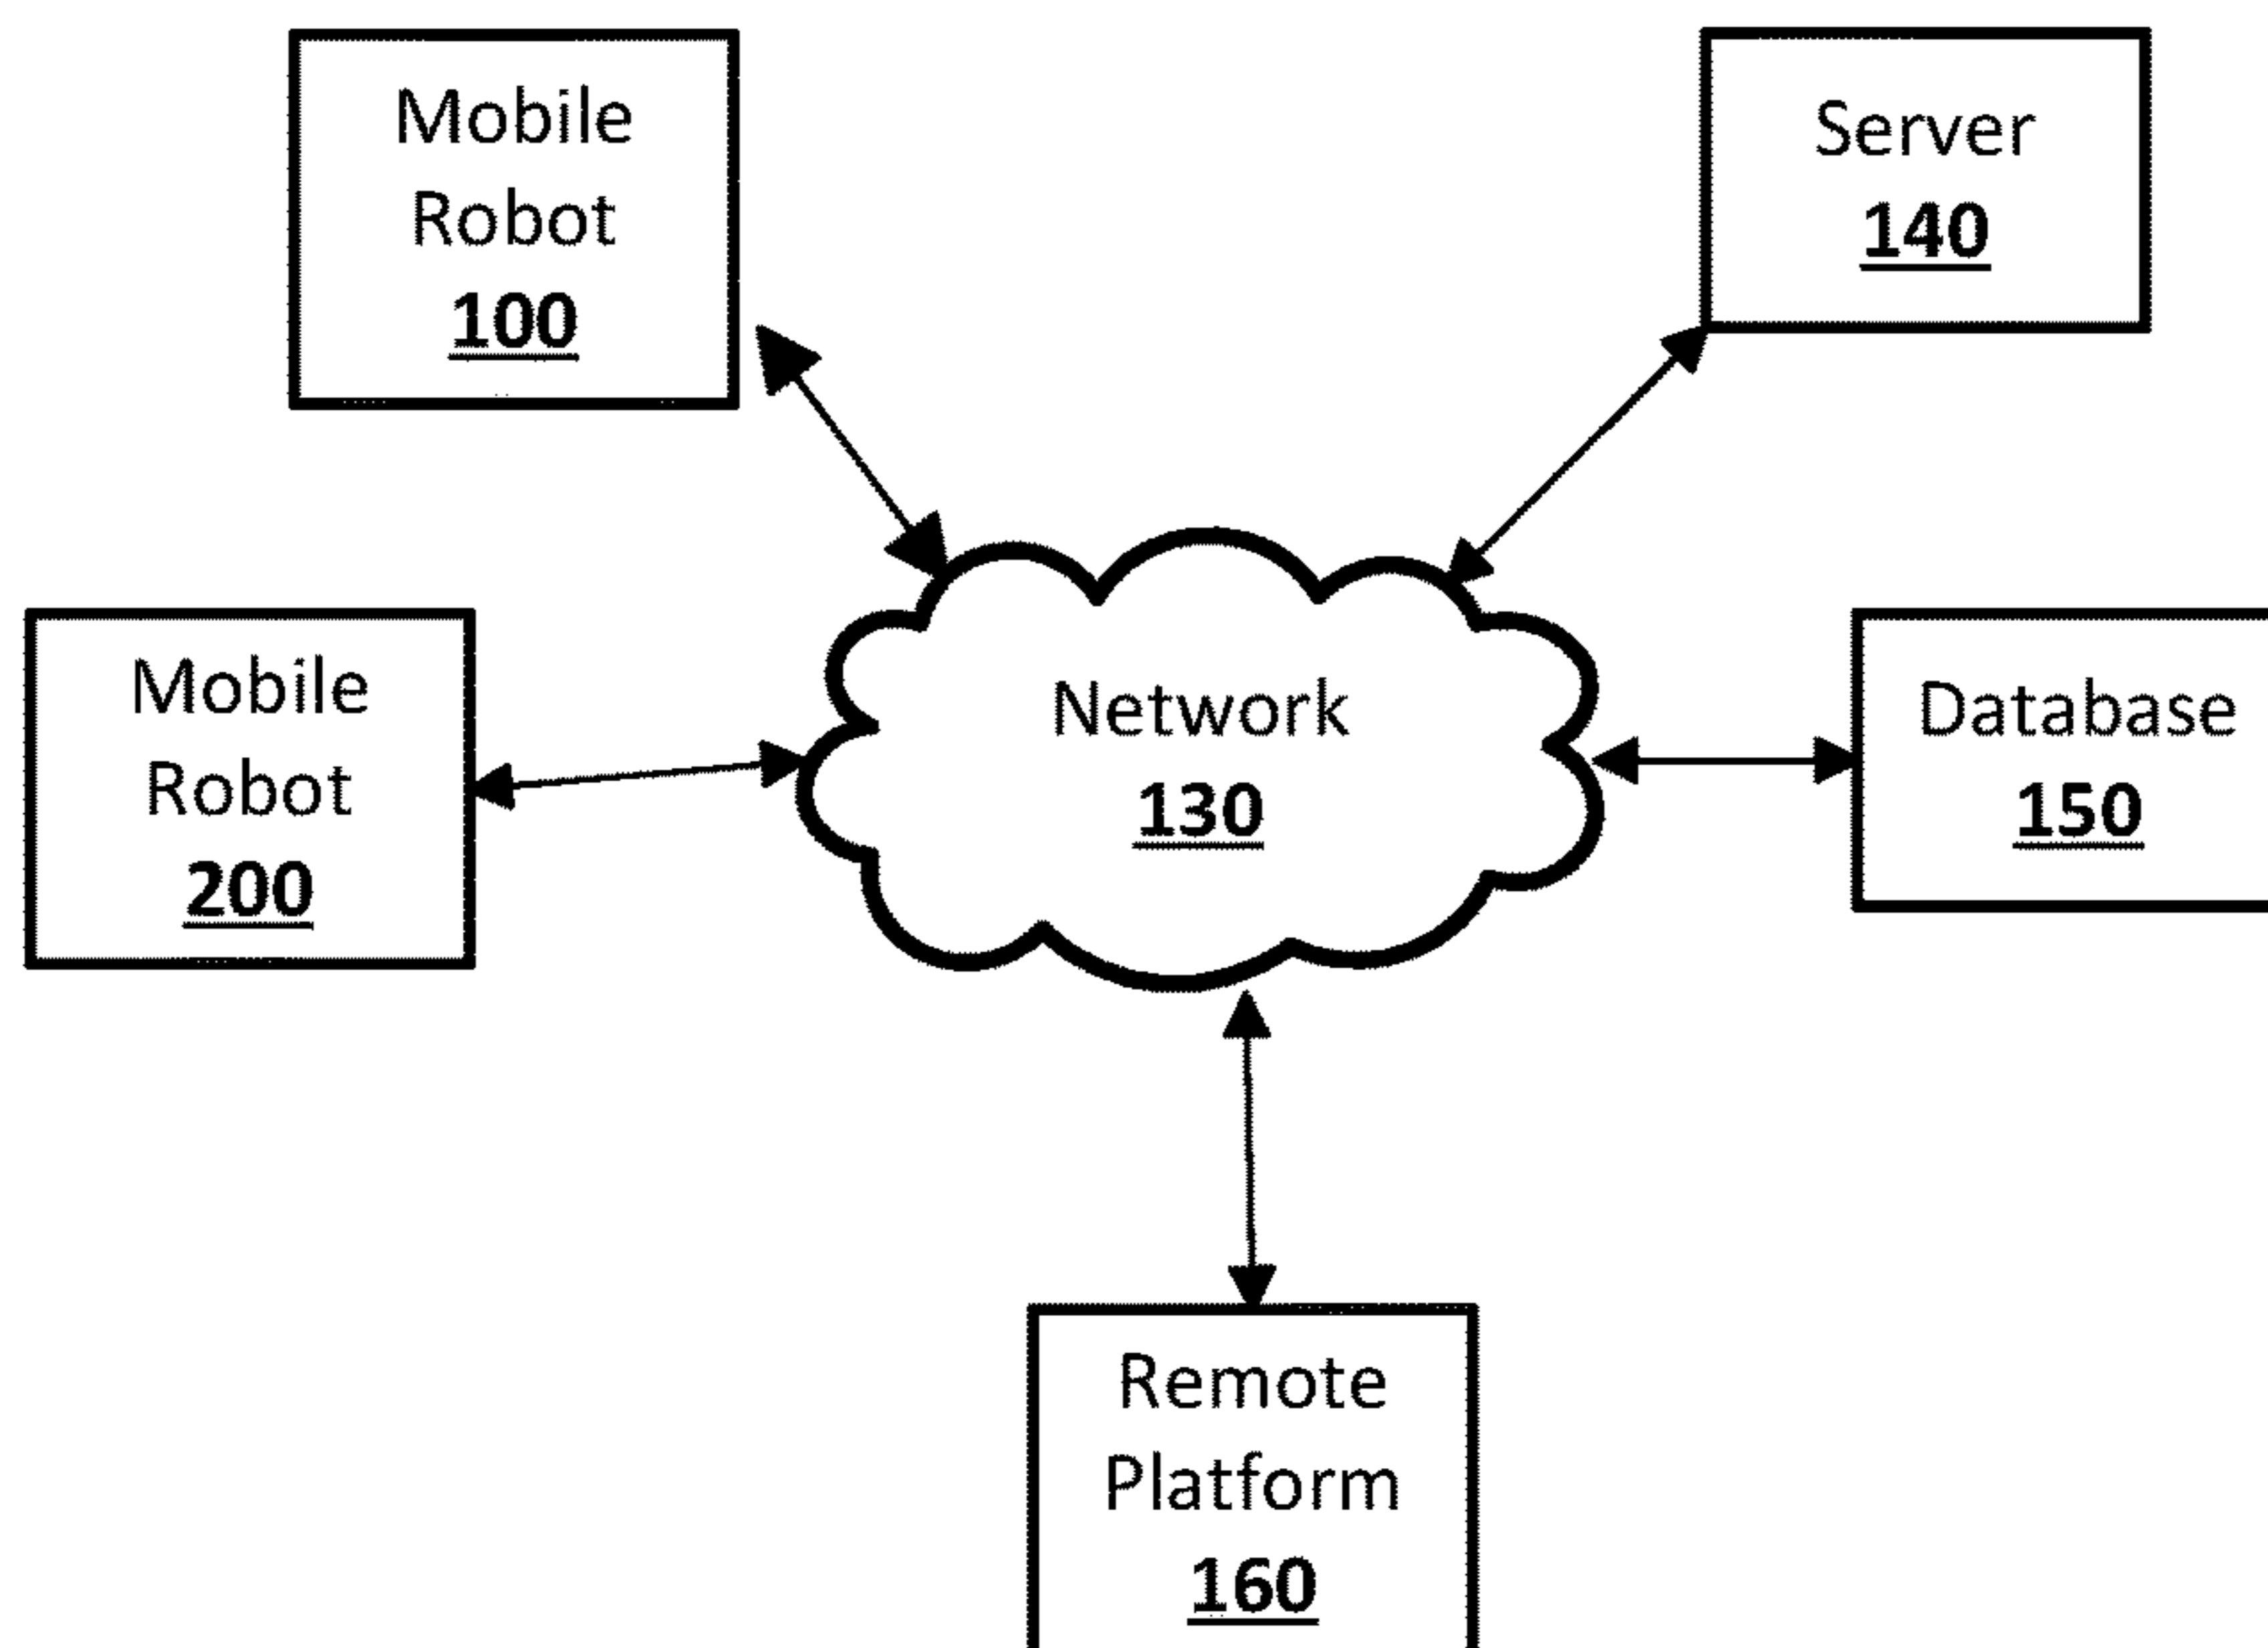 Mobile
Robot
100
Server
140
Mobile
Robot
200
Network
130
Database
150
Remote
Platform
160